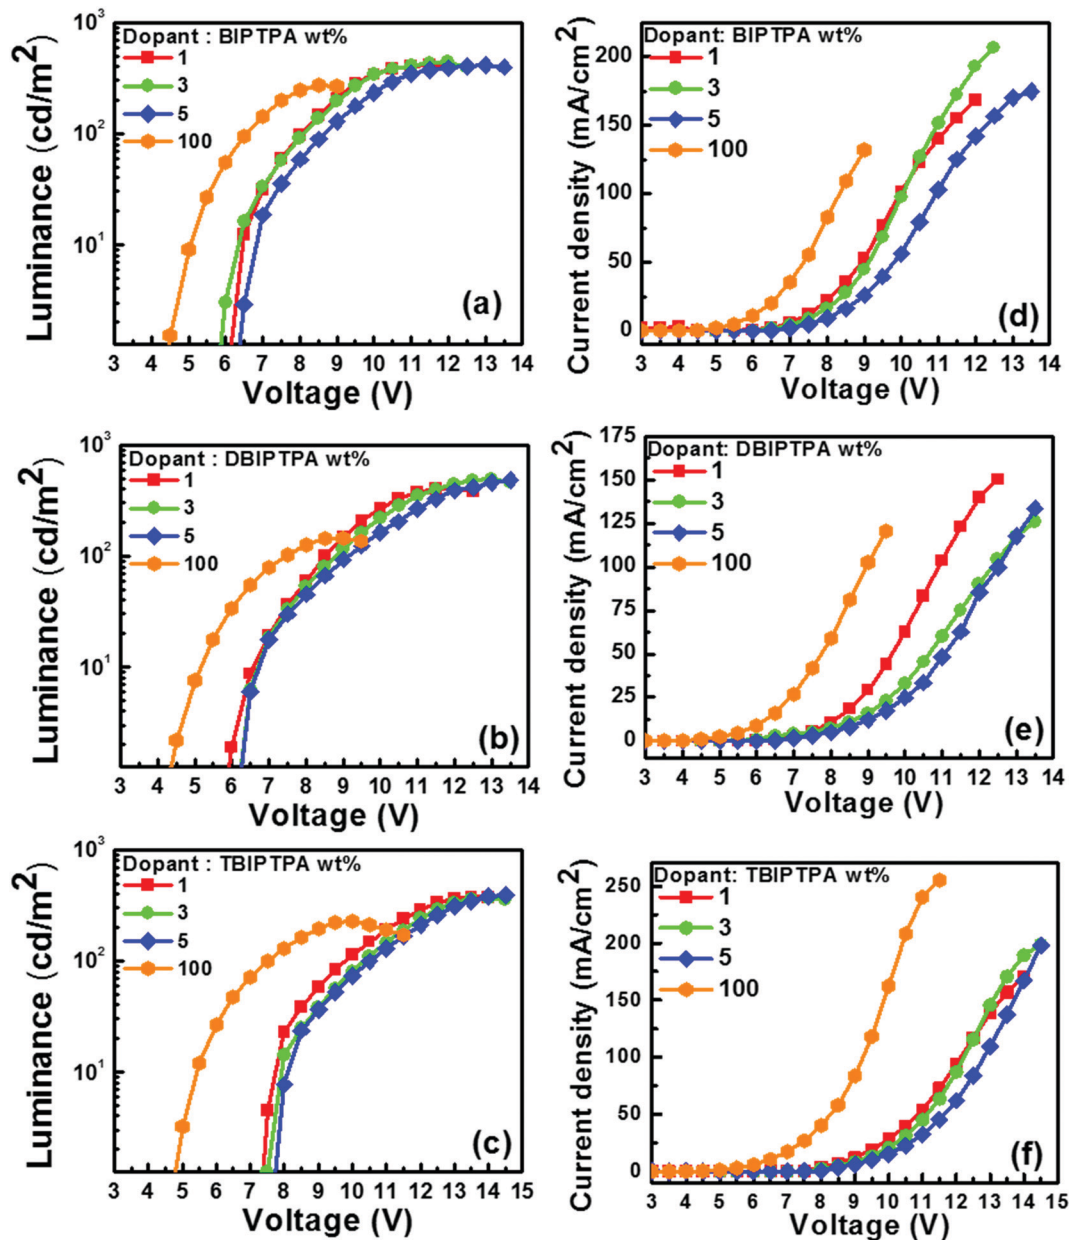 Dopant : BIPTPA wt%
1
3
5
100
10³
10²
10¹
Luminance (cd/m²)
(a)
3 4 5 6 7 8 9 10 11 12 13 14
Voltage (V)
Dopant: BIPTPA wt%
1
3
5
100
200
150
100
50
0
Current density (mA/cm²)
(d)
3 4 5 6 7 8 9 10 11 12 13 14
Voltage (V)
Dopant : DBIPTPA wt%
1
3
5
100
10³
10²
10¹
Luminance (cd/m²)
(b)
3 4 5 6 7 8 9 10 11 12 13 14
Voltage (V)
Dopant: DBIPTPA wt%
1
3
5
100
175
150
125
100
75
50
25
0
Current density (mA/cm²)
(e)
3 4 5 6 7 8 9 10 11 12 13 14
Voltage (V)
Dopant : TBIPTPA wt%
1
3
5
100
10³
10²
10¹
Luminance (cd/m²)
(c)
3 4 5 6 7 8 9 10 11 12 13 14 15
Voltage (V)
Dopant: TBIPTPA wt%
1
3
5
100
250
200
150
100
50
0
Current density (mA/cm²)
(f)
3 4 5 6 7 8 9 10 11 12 13 14 15
Voltage (V)